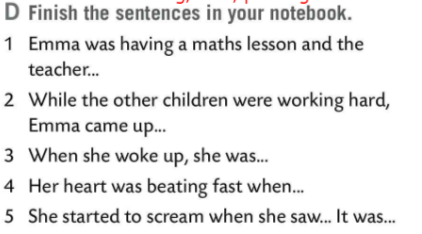 D Finish the sentences in your notebook.
1 Emma was having a maths lesson and the
teacher...
2 While the other children were working hard,
Emma came up...
3 When she woke up, she was...
4 Her heart was beating fast when...
5 She started to scream when she saw... It was...